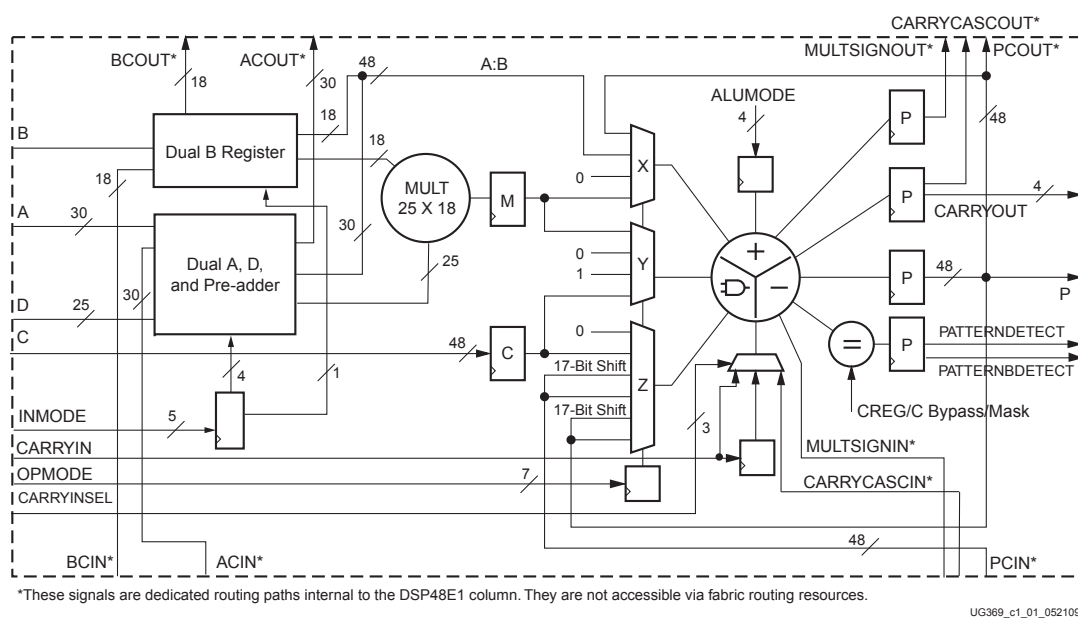 CARRYCASCOUT*
BCOUT* ACOUT* MULTSIGNOUT* PCOUT*
48 A:B
18 30
ALUMODE
18 4 P 48
B
Dual B Register
18 X
18 0 P 4
MULT
25 X 18
M CARRYOUT
A 30
30 Y
0
1
+
–
P 48
P
Dual A, D,
and Pre-adder
25
D 25 30
C
48 C
0
17-Bit Shift
Z
17-Bit Shift
=
P PATTERNDETECT
PATTERNBDETECT
4 1
INMODE 5
3
CREG/C Bypass/Mask
CARRYIN
MULTSIGNIN*
OPMODE 7
CARRYINSEL
CARRYCASCIN*
48
BCIN* ACIN* PCIN*
*These signals are dedicated routing paths internal to the DSP48E1 column. They are not accessible via fabric routing resources.
UG369_c1_01_052109